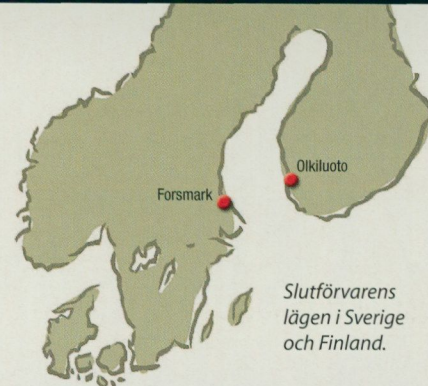 Olkiluoto
Forsmark
Slutförvarens
lägen i Sverige
och Finland.